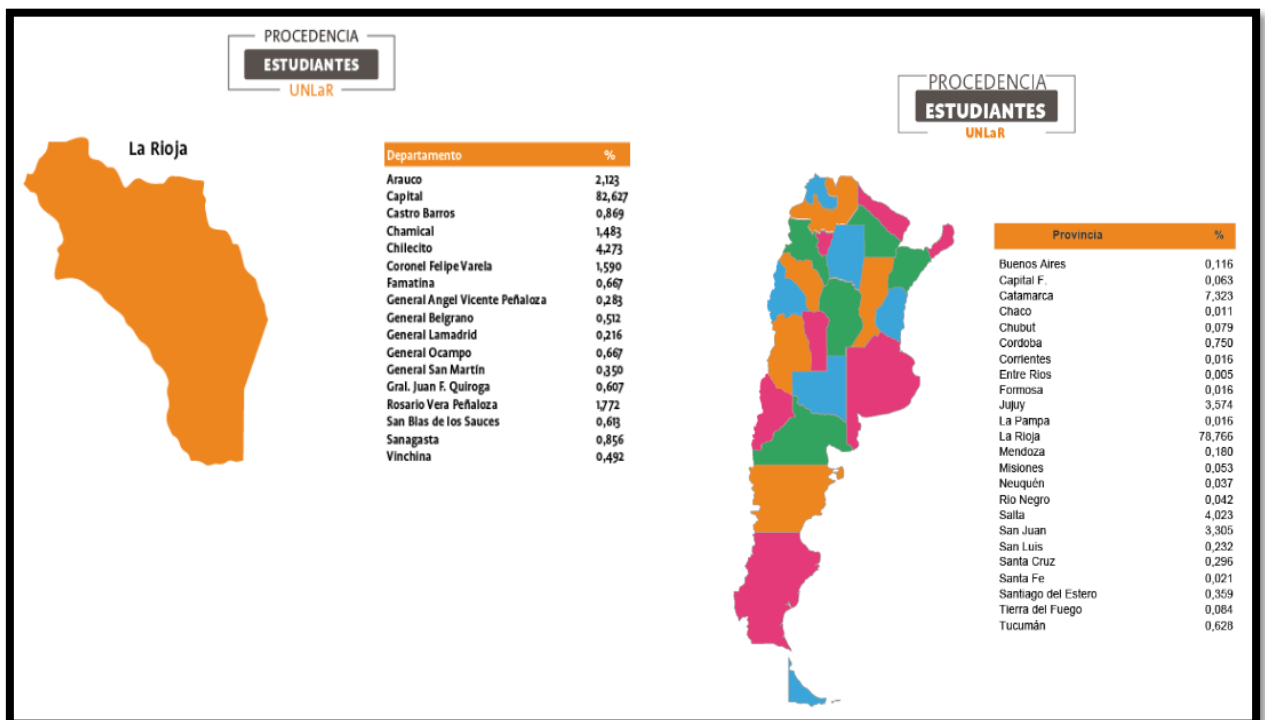 PROCEDENCIA
ESTUDIANTES
UNLaR
La Rioja
Departamento %
Arauco 2,123
Capital 82,627
Castro Barros 0,869
Chamical 1,483
Chilecito 4,273
Coronel Felipe Varela 1,590
Famatina 0,667
General Angel Vicente Peñaloza 0,283
General Belgrano 0,512
General Lamadrid 0,216
General Ocampo 0,667
General San Martín 0,350
Gral. Juan F. Quiroga 0,607
Rosario Vera Peñaloza 1,772
San Blas de los Sauces 0,613
Sanagasta 0,856
Vinchina 0,492
PROCEDENCIA
ESTUDIANTES
UNLaR
Provincia %
Buenos Aires 0,116
Capital F. 0,063
Catamarca 7,323
Chaco 0,011
Chubut 0,079
Cordoba 0,750
Corrientes 0,016
Entre Rios 0,005
Formosa 0,016
Jujuy 3,574
La Pampa 0,016
La Rioja 78,766
Mendoza 0,180
Misiones 0,053
Neuquén 0,037
Rio Negro 0,042
Salta 4,023
San Juan 3,305
San Luis 0,232
Santa Cruz 0,296
Santa Fe 0,021
Santiago del Estero 0,359
Tierra del Fuego 0,084
Tucumán 0,628